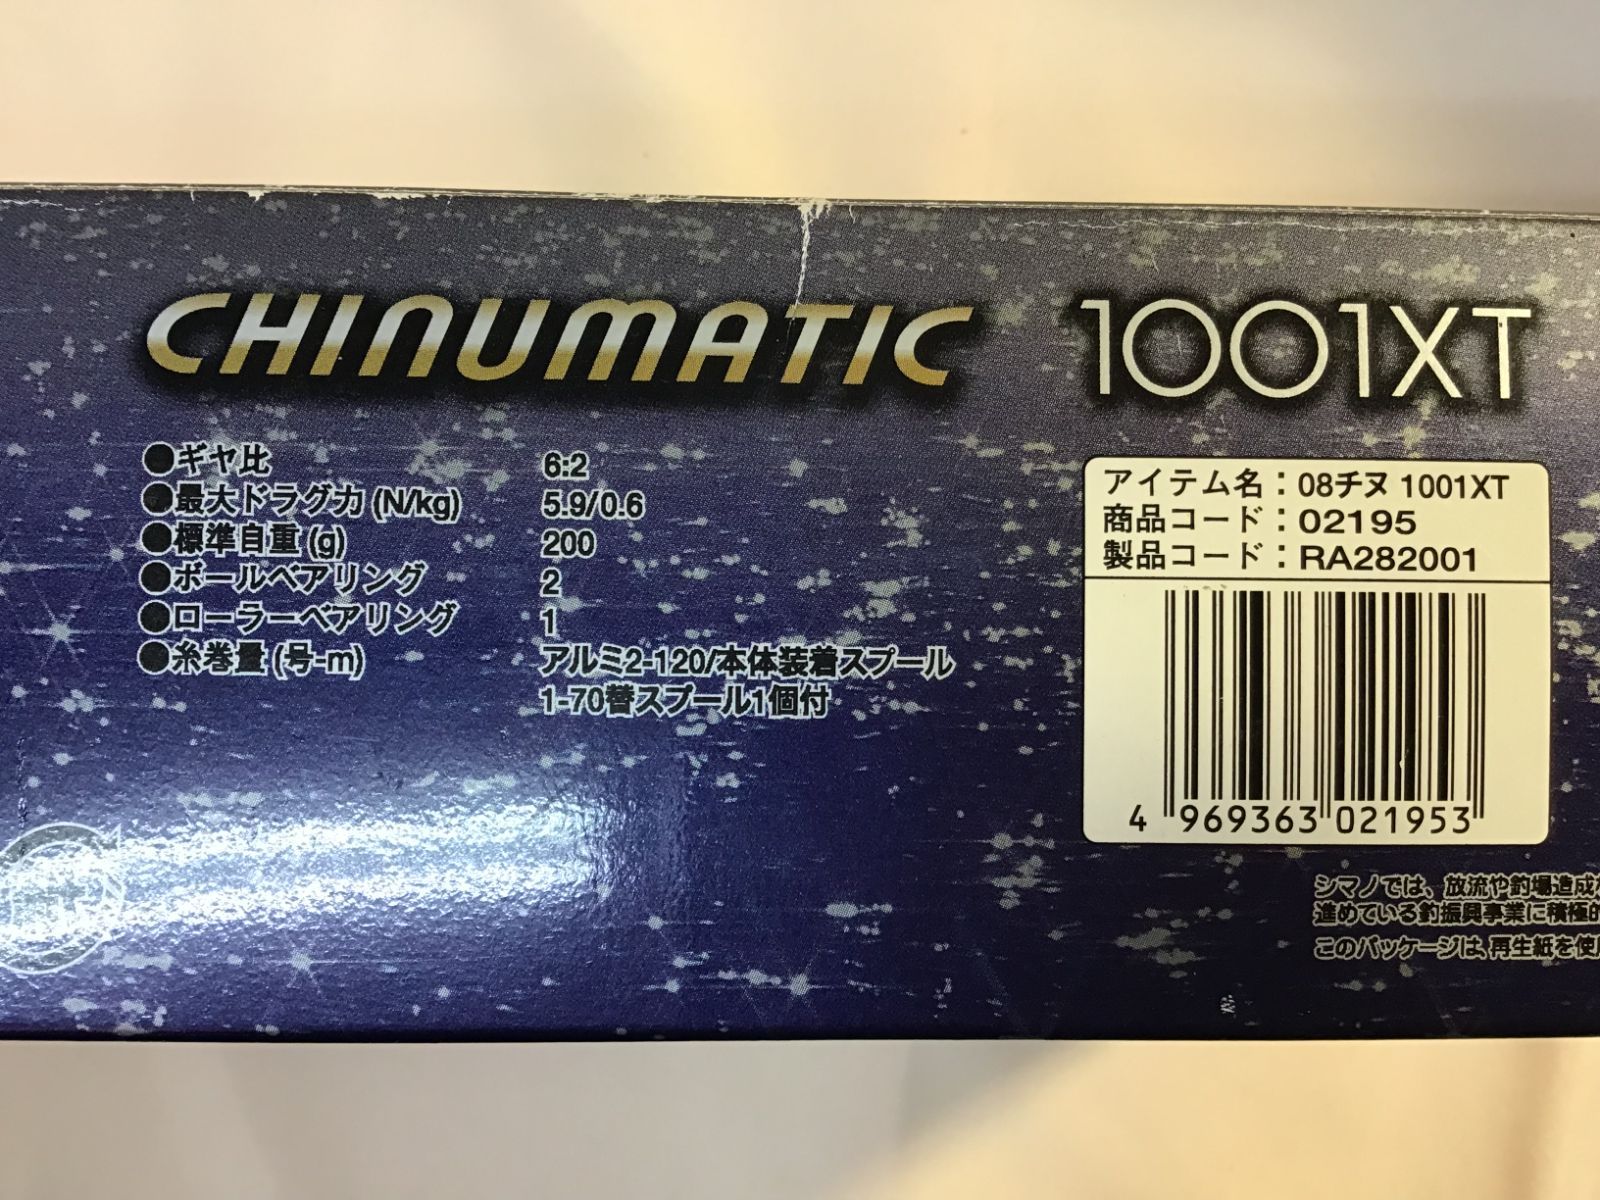 CHINUMATIC 1001XT
●ギヤ比 6:2
●最大ドラグ力 (N/kg) 5.9/0.6
●標準自重 (g) 200
●ボールベアリング 2
●ローラーベアリング 1
●糸巻量 (号-m) アルミ2-120/本体装着スプール
1-70替スプール1個付
アイテム名：08チヌ 1001XT
商品コード：02195
製品コード：RA282001
4 969363 021953
シマノでは、放流や釣場造成
進めている釣振興事業に積極的
このパッケージは、再生紙を使